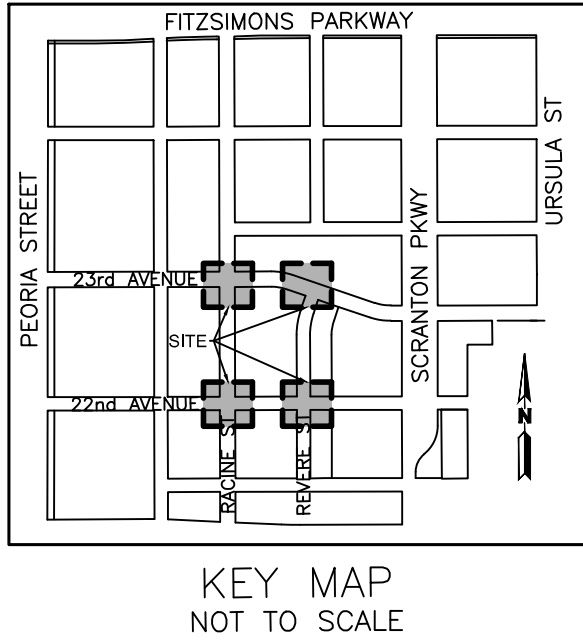 FITZSIMONS PARKWAY
PEORIA STREET
URSULA ST
SCRANTON PKWY
23rd AVENUE
SITE
22nd AVENUE
RACINE ST
REVERE ST
N
KEY MAP
NOT TO SCALE